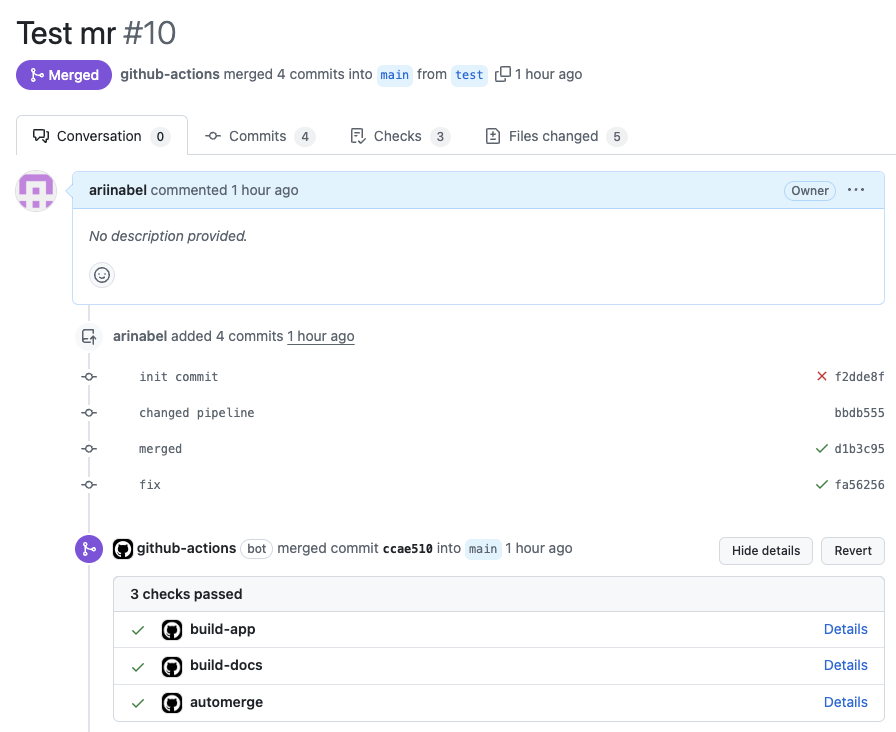 Test mr #10
Merged github-actions merged 4 commits into main from test 1 hour ago
Conversation 0 Commits 4 Checks 3 Files changed 5
ariinabel commented 1 hour ago Owner
No description provided.
arinabel added 4 commits 1 hour ago
init commit f2dde8f
changed pipeline bbdb555
merged d1b3c95
fix fa56256
github-actions bot merged commit ccae510 into main 1 hour ago Hide details Revert
3 checks passed
build-app Details
build-docs Details
automerge Details